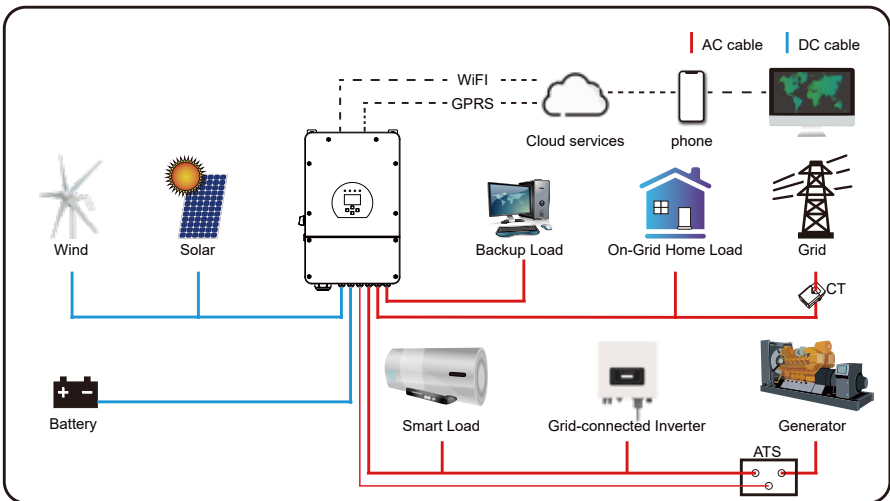 AC cable
DC cable
WiFI
GPRS
Cloud services
phone
Wind
Solar
Backup Load
On-Grid Home Load
Grid
CT
Battery
Smart Load
Grid-connected Inverter
Generator
ATS